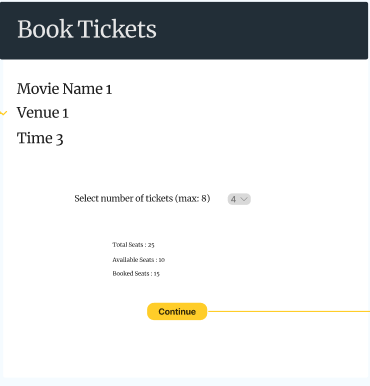 Book Tickets
Movie Name 1
Venue 1
Time 3
Select number of tickets (max: 8) 4
Total Seats : 25
Available Seats : 10
Booked Seats : 15
Continue